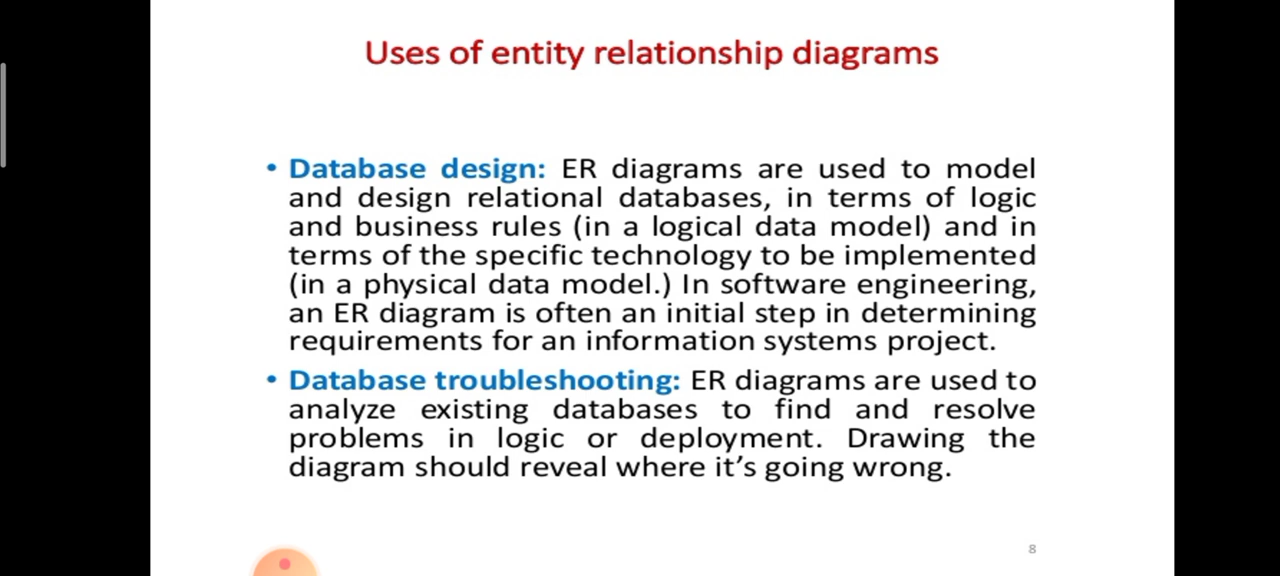 Uses of entity relationship diagrams
• Database design: ER diagrams are used to model
and design relational databases, in terms of logic
and business rules (in a logical data model) and in
terms of the specific technology to be implemented
(in a physical data model.) In software engineering,
an ER diagram is often an initial step in determining
requirements for an information systems project.
• Database troubleshooting: ER diagrams are used to
analyze existing databases to find and resolve
problems in logic or deployment. Drawing the
diagram should reveal where it's going wrong.
8